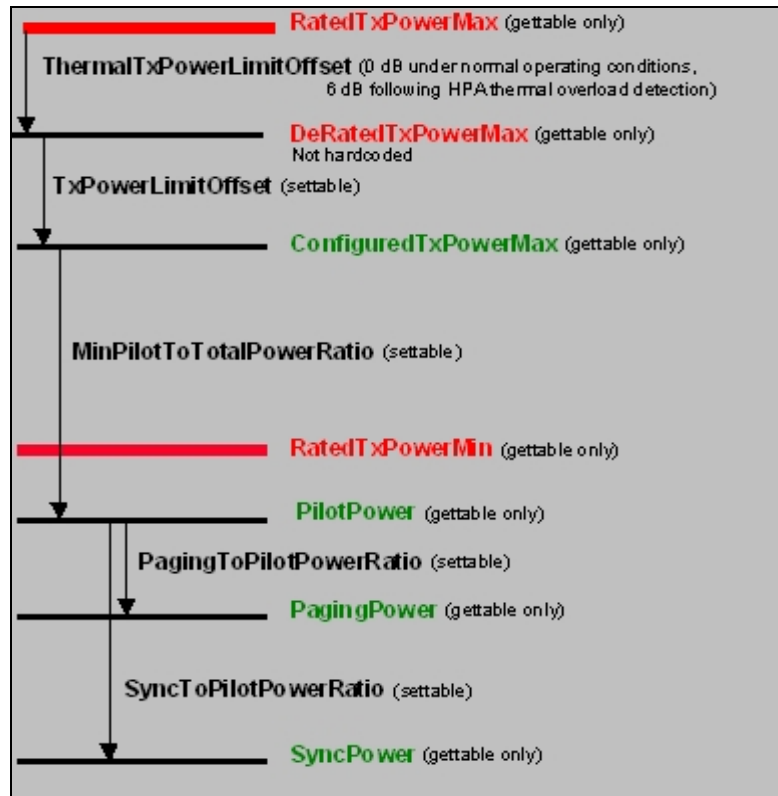 RatedTxPowerMax (gettable only)
ThermalTxPowerLimitOffset (0 dB under normal operating conditions,
6 dB following HPA thermal overload detection)
DeRatedTxPowerMax (gettable only)
Not hardcoded
TxPowerLimitOffset (settable)
ConfiguredTxPowerMax (gettable only)
MinPilotToTotalPowerRatio (settable)
RatedTxPowerMin (gettable only)
PilotPower (gettable only)
PagingToPilotPowerRatio (settable)
PagingPower (gettable only)
SyncToPilotPowerRatio (settable)
SyncPower (gettable only)